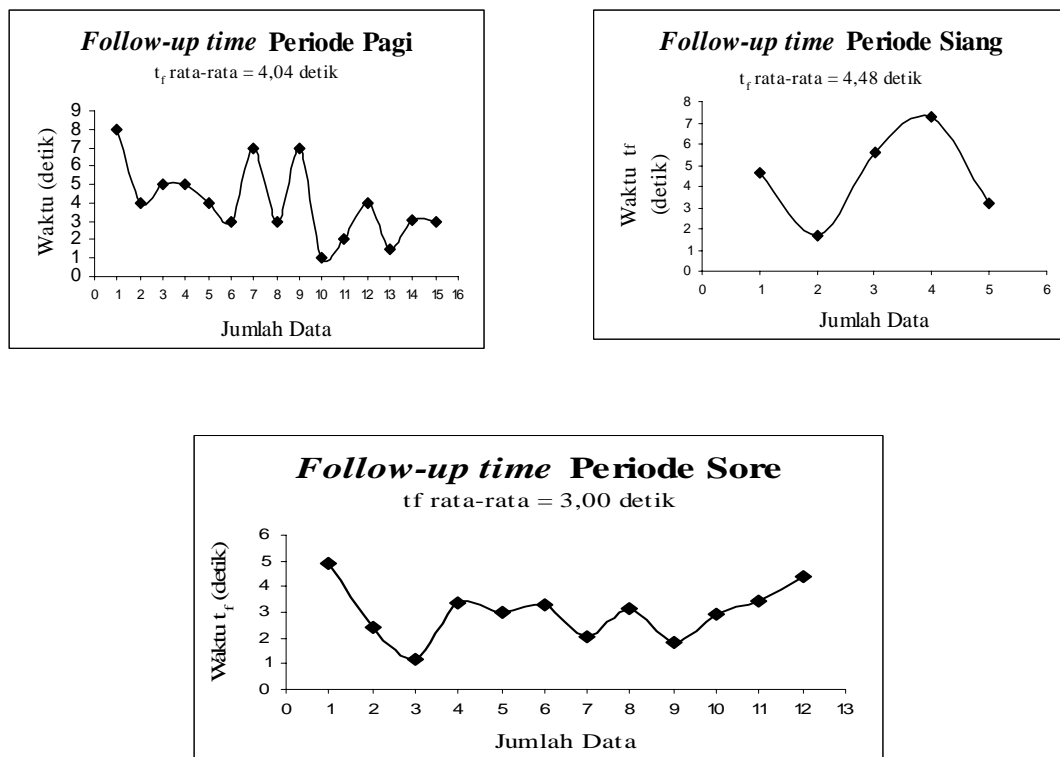 Follow-up time Periode Pagi
t_f rata-rata = 4,04 detik
Waktu (detik)
9
8
7
6
5
4
3
2
1
0
0 1 2 3 4 5 6 7 8 9 10 11 12 13 14 15 16
Jumlah Data
Follow-up time Periode Siang
t_f rata-rata = 4,48 detik
Waktu tf
(detik)
8
7
6
5
4
3
2
1
0
0 1 2 3 4 5 6
Jumlah Data
Follow-up time Periode Sore
tf rata-rata = 3,00 detik
Waktu t_f (detik)
6
5
4
3
2
1
0
0 1 2 3 4 5 6 7 8 9 10 11 12 13
Jumlah Data